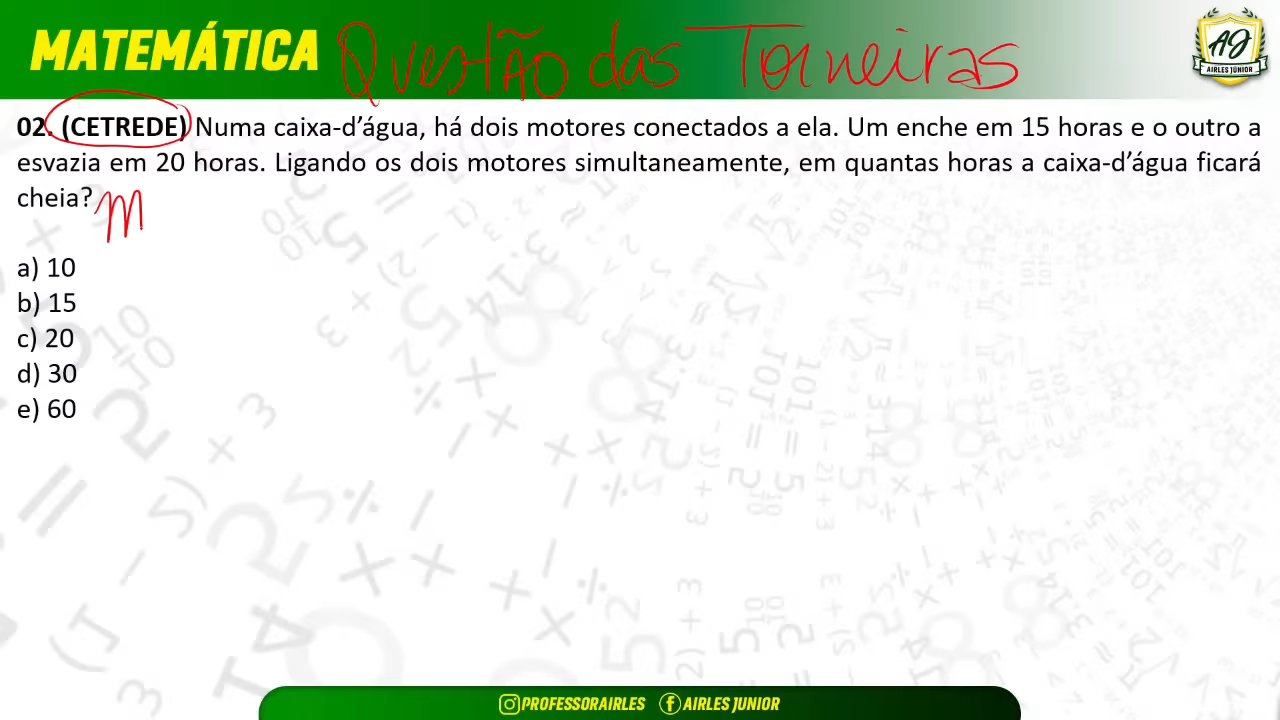 MATEMÁTICA Questão das Torneiras
AJ
AIRLES JÚNIOR
02. (CETREDE) Numa caixa-d’água, há dois motores conectados a ela. Um enche em 15 horas e o outro a
esvazia em 20 horas. Ligando os dois motores simultaneamente, em quantas horas a caixa-d’água ficará
cheia? M
a) 10
b) 15
c) 20
d) 30
e) 60
PROFESSORAIRLES AIRLES JUNIOR